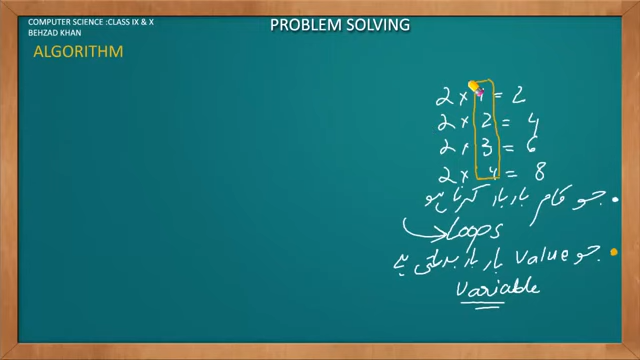 COMPUTER SCIENCE :CLASS IX & X
BEHZAD KHAN
PROBLEM SOLVING
ALGORITHM
2 × 1 = 2
2 × 2 = 4
2 × 3 = 6
2 × 4 = 8
جو کام بار بار کرنا ہو
Loops
جو value بار بار بدلتی ہے
Variable